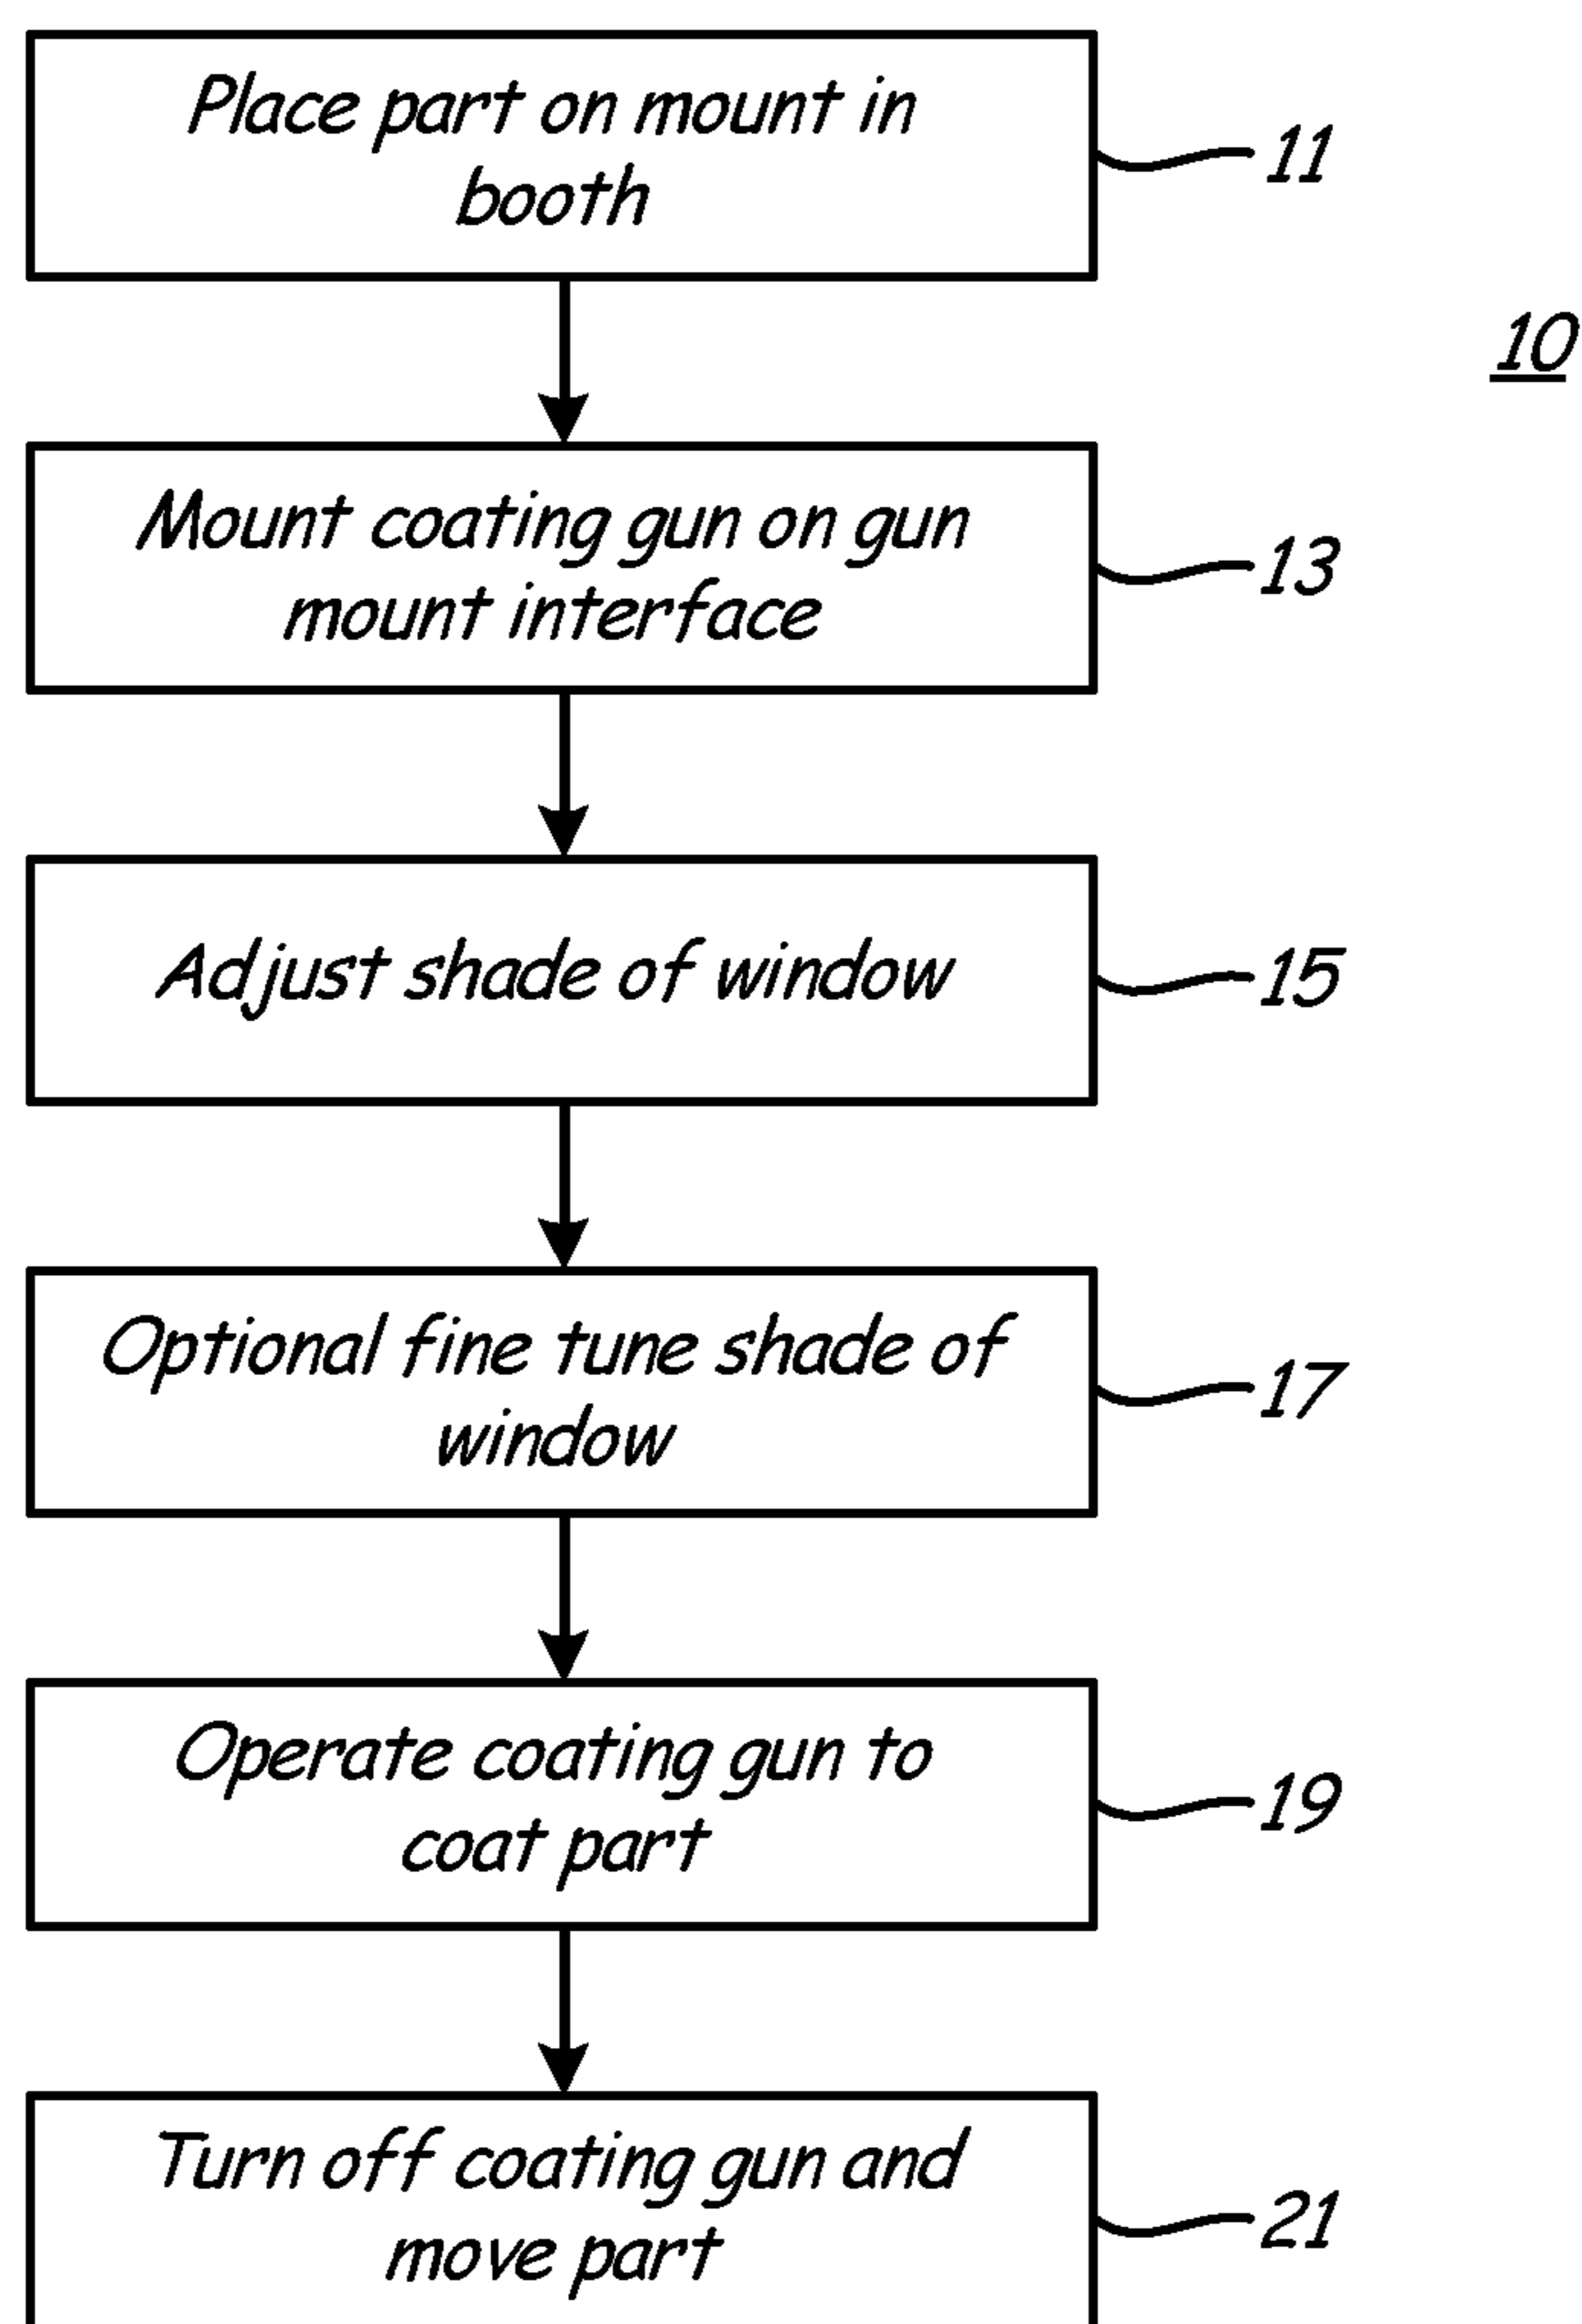 Place part on mount in
booth
11
10
Mount coating gun on gun
mount interface
13
Adjust shade of window
15
Optional fine tune shade of
window
17
Operate coating gun to
coat part
19
Turn off coating gun and
move part
21